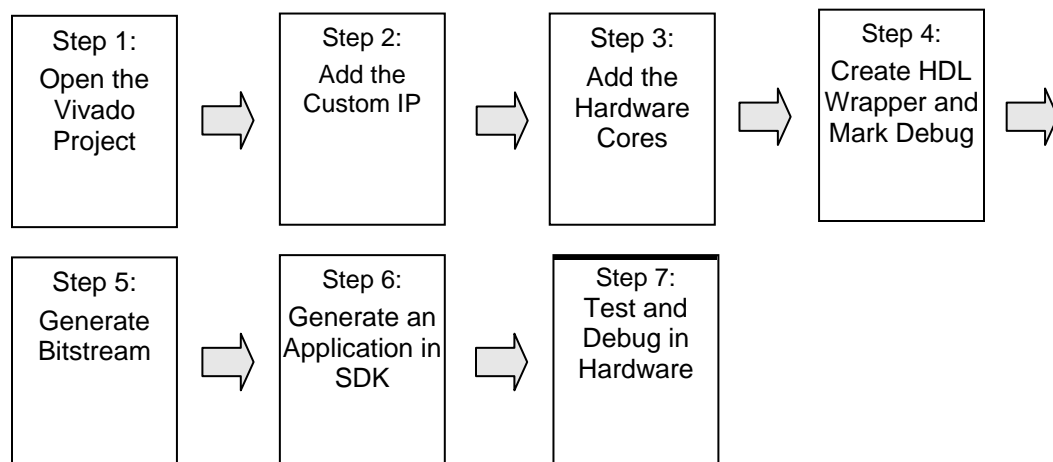 Step 1:
Open the
Vivado
Project
Step 2:
Add the
Custom IP
Step 3:
Add the
Hardware
Cores
Step 4:
Create HDL
Wrapper and
Mark Debug
Step 5:
Generate
Bitstream
Step 6:
Generate an
Application in
SDK
Step 7:
Test and
Debug in
Hardware